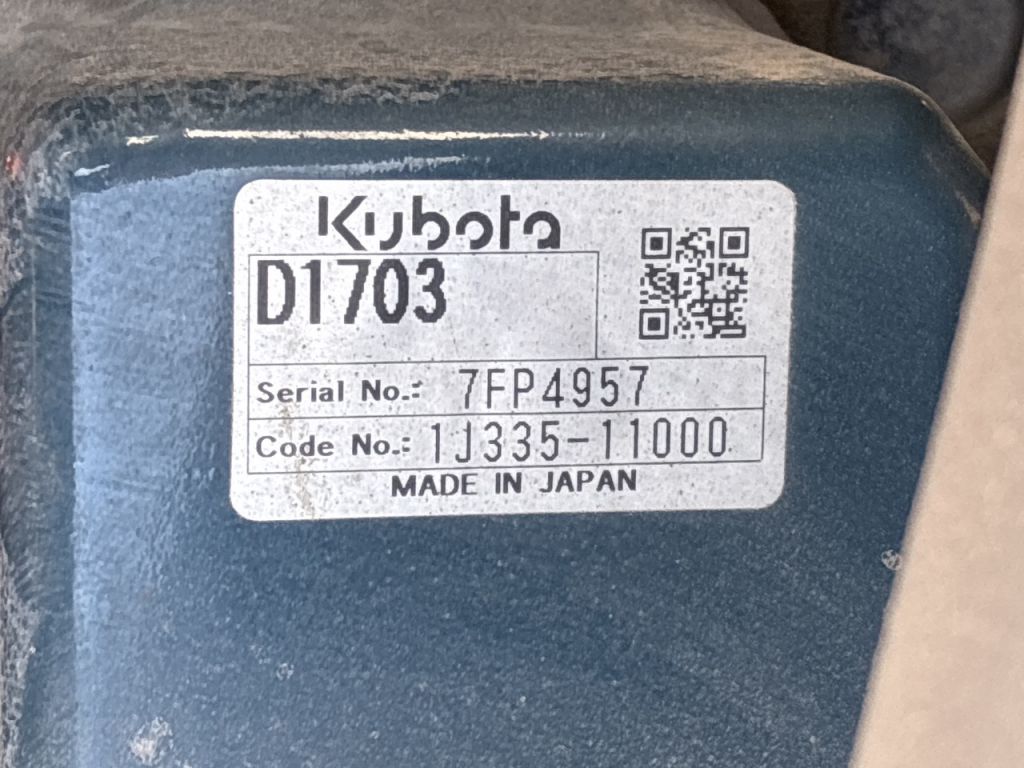 Kubota
D1703
Serial No.: 7FP4957
Code No.: 1J335-11000
MADE IN JAPAN